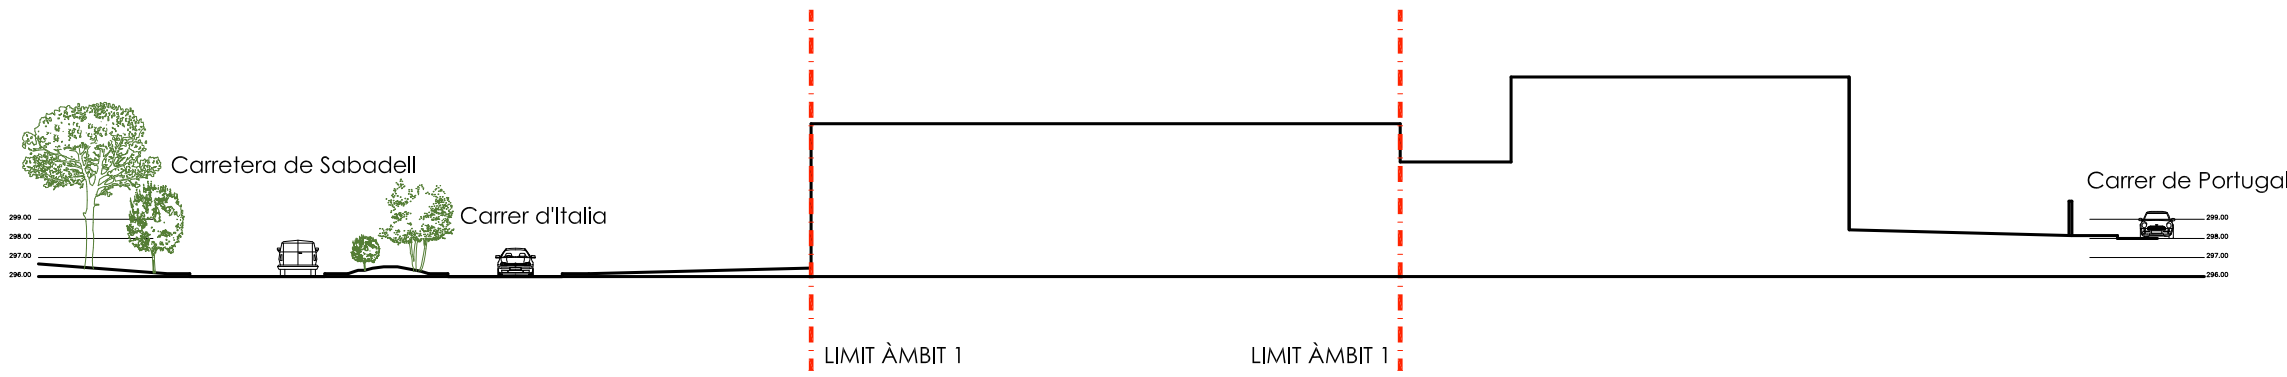 Carretera de Sabadell
Carrer d'Italia
Carrer de Portugal
299.00
298.00
297.00
296.00
299.00
298.00
297.00
296.00
LIMIT ÀMBIT 1
LIMIT ÀMBIT 1